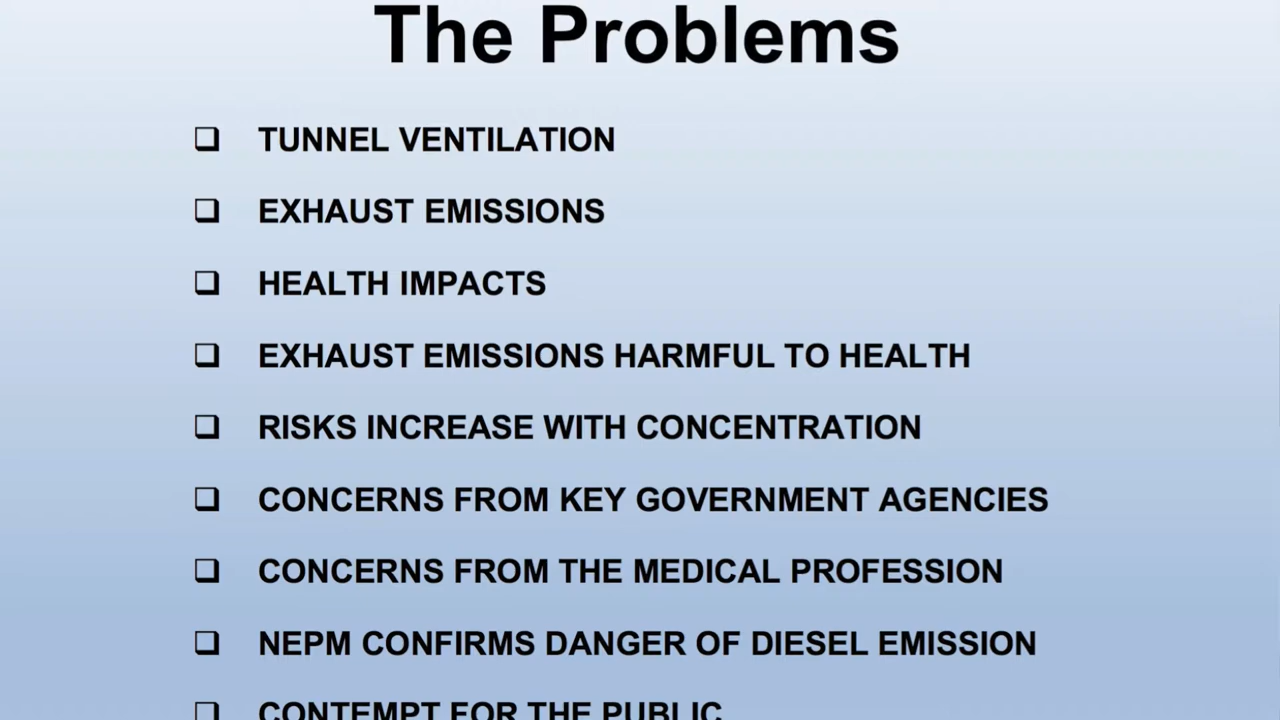 The Problems
❑ TUNNEL VENTILATION
❑ EXHAUST EMISSIONS
❑ HEALTH IMPACTS
❑ EXHAUST EMISSIONS HARMFUL TO HEALTH
❑ RISKS INCREASE WITH CONCENTRATION
❑ CONCERNS FROM KEY GOVERNMENT AGENCIES
❑ CONCERNS FROM THE MEDICAL PROFESSION
❑ NEPM CONFIRMS DANGER OF DIESEL EMISSION
❑ CONTEMPT FOR THE PUBLIC